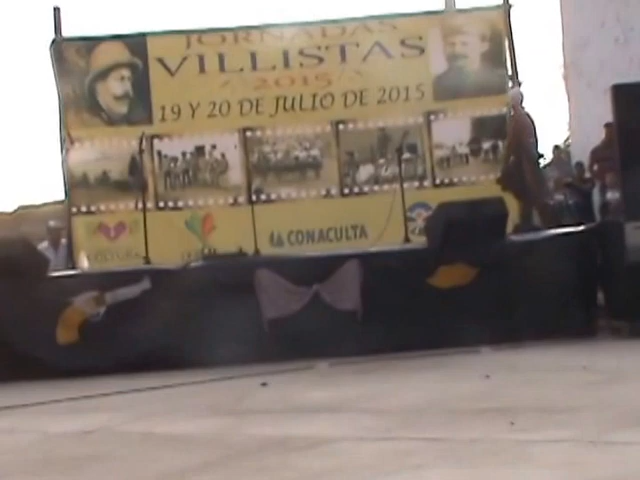 JORNADAS
VILLISTAS
2015
19 Y 20 DE JULIO DE 2015
CONACULTA